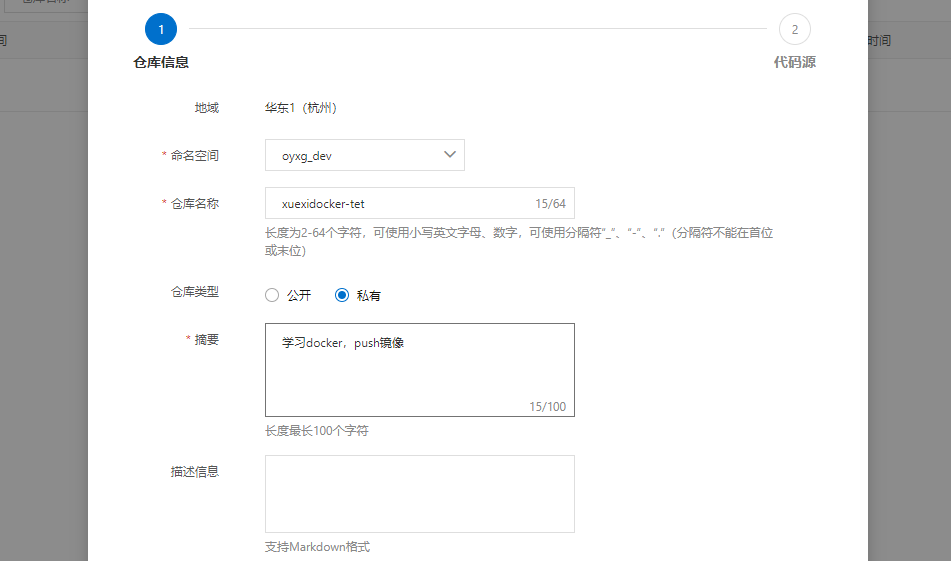 间
时间
1
2
仓库信息
代码源
地域
华东1（杭州）
* 命名空间
oyxg_dev
* 仓库名称
xuexidocker-tet
15/64
长度为2-64个字符，可使用小写英文字母、数字，可使用分隔符“_”、“-”、“.”（分隔符不能在首位
或末位）
仓库类型
公开
私有
* 摘要
学习docker，push镜像
15/100
长度最长100个字符
描述信息
支持Markdown格式